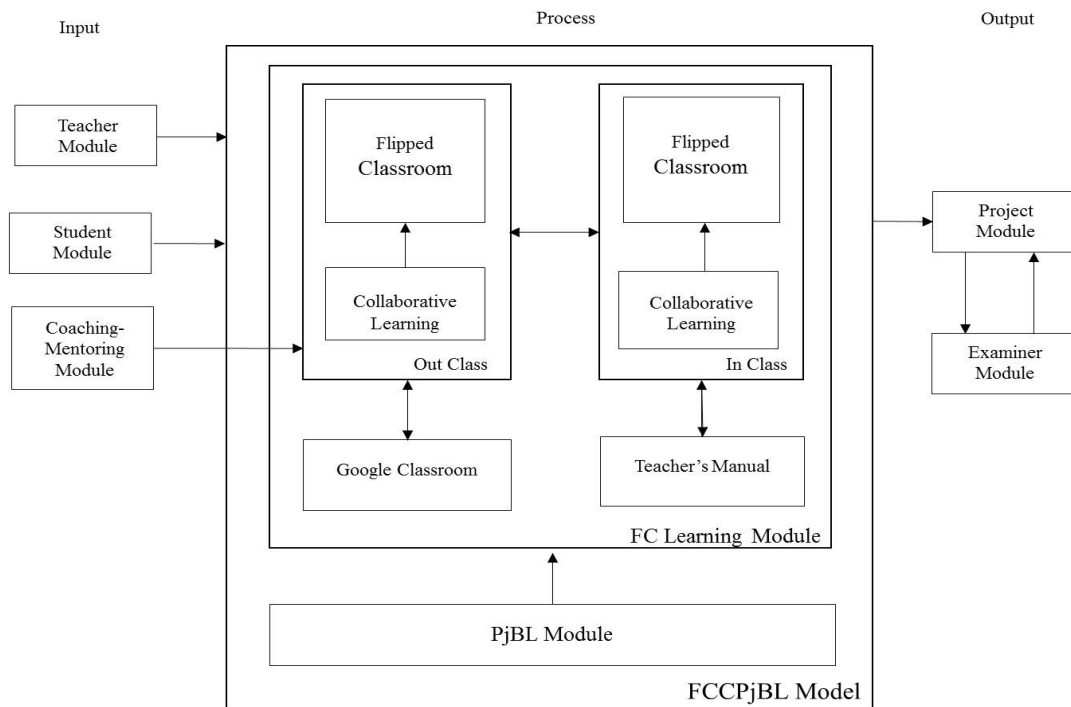 Input
Process
Output
Teacher
Module
Student
Module
Coaching-
Mentoring
Module
Flipped
Classroom
Collaborative
Learning
Out Class
Flipped
Classroom
Collaborative
Learning
In Class
Google Classroom
Teacher’s Manual
FC Learning Module
PjBL Module
FCCPjBL Model
Project
Module
Examiner
Module